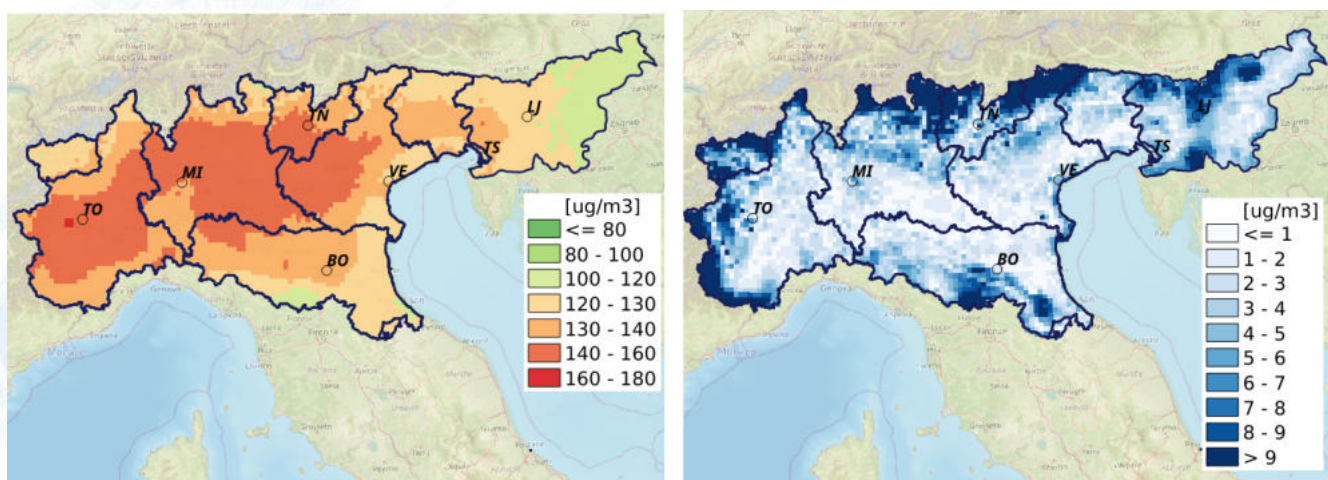 TN
LJ
MI
TS
VE
TO
BO
[ug/m3]
<= 80
80 - 100
100 - 120
120 - 130
130 - 140
140 - 160
160 - 180
TN
LJ
MI
TS
VE
TO
BO
[ug/m3]
<= 1
1 - 2
2 - 3
3 - 4
4 - 5
5 - 6
6 - 7
7 - 8
8 - 9
> 9